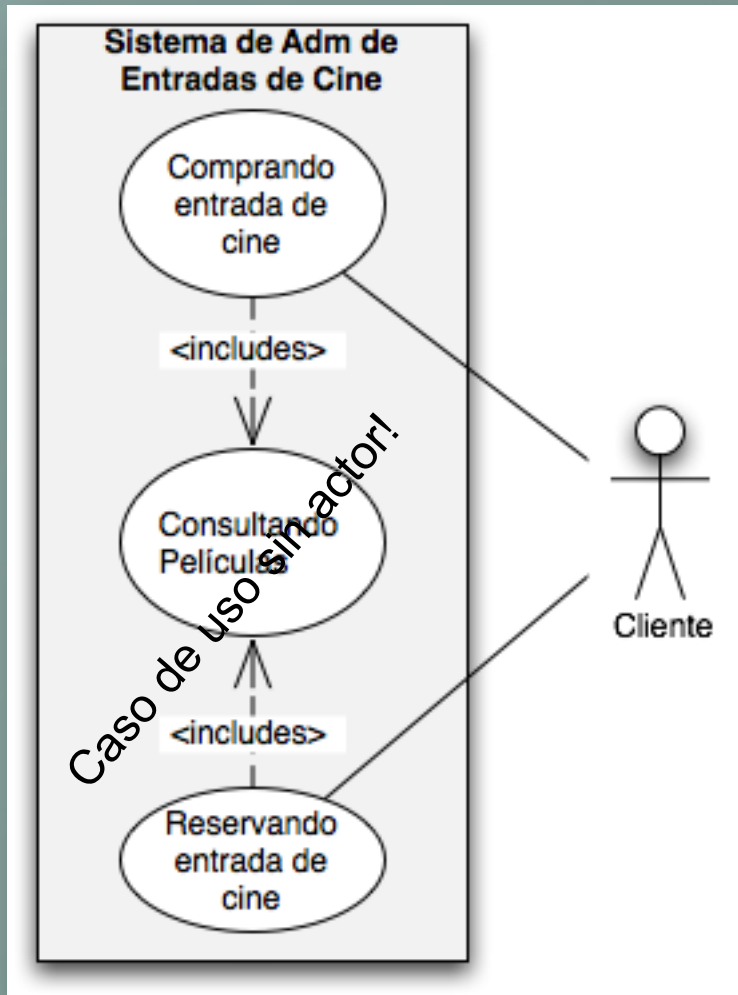 Sistema de Adm de
Entradas de Cine
Comprando
entrada de
cine
<includes>
Consultando
Películas
Caso de uso sin actor!
<includes>
Reservando
entrada de
cine
Cliente